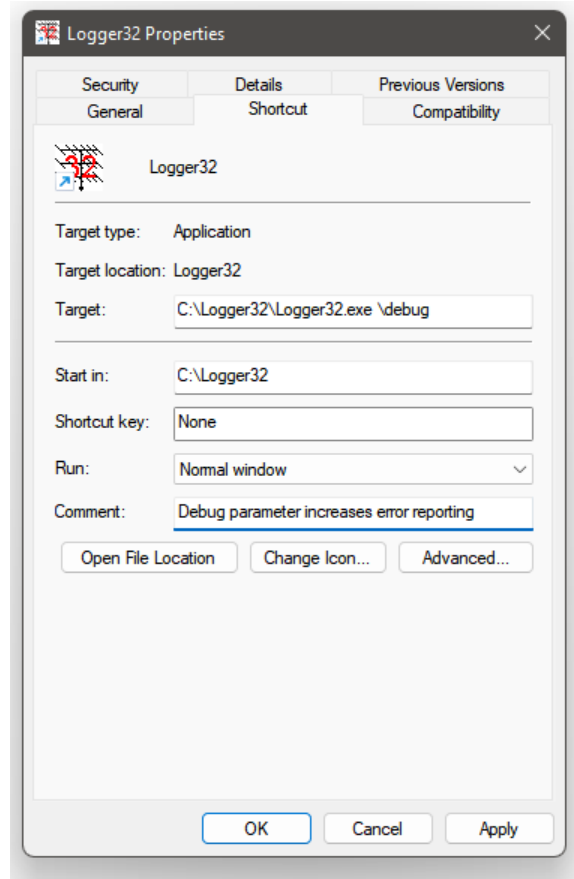 Logger32 Properties
Security Details Previous Versions
General Shortcut Compatibility
32
Logger32
Target type: Application
Target location: Logger32
Target: C:\Logger32\Logger32.exe \debug
Start in: C:\Logger32
Shortcut key: None
Run: Normal window
Comment: Debug parameter increases error reporting
Open File Location Change Icon... Advanced...
OK Cancel Apply